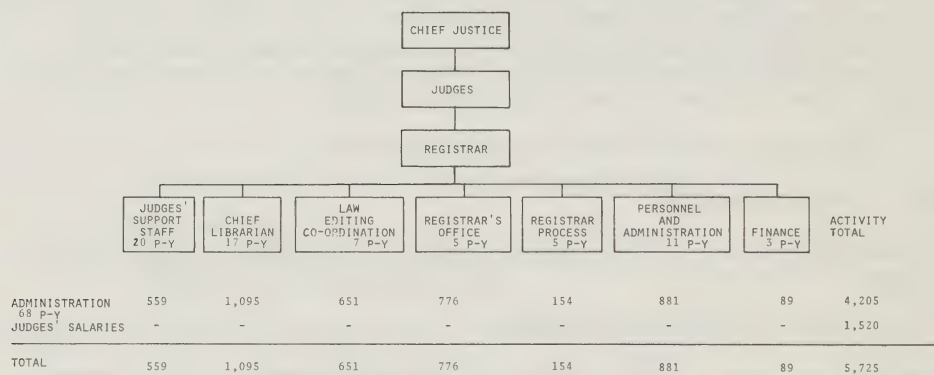 CHIEF JUSTICE
JUDGES
REGISTRAR
JUDGES'
SUPPORT
STAFF
20 P-Y
CHIEF
LIBRARIAN
17 P-Y
LAW
EDITING
CO-ORDINATION
7 P-Y
REGISTRAR'S
OFFICE
5 P-Y
REGISTRAR
PROCESS
5 P-Y
PERSONNEL
AND
ADMINISTRATION
11 P-Y
FINANCE
3 P-Y
ACTIVITY
TOTAL
ADMINISTRATION 559 1,095 651 776 154 881 89 4,205
68 P-Y
JUDGES' SALARIES - - - - - - - 1,520
TOTAL 559 1,095 651 776 154 881 89 5,725